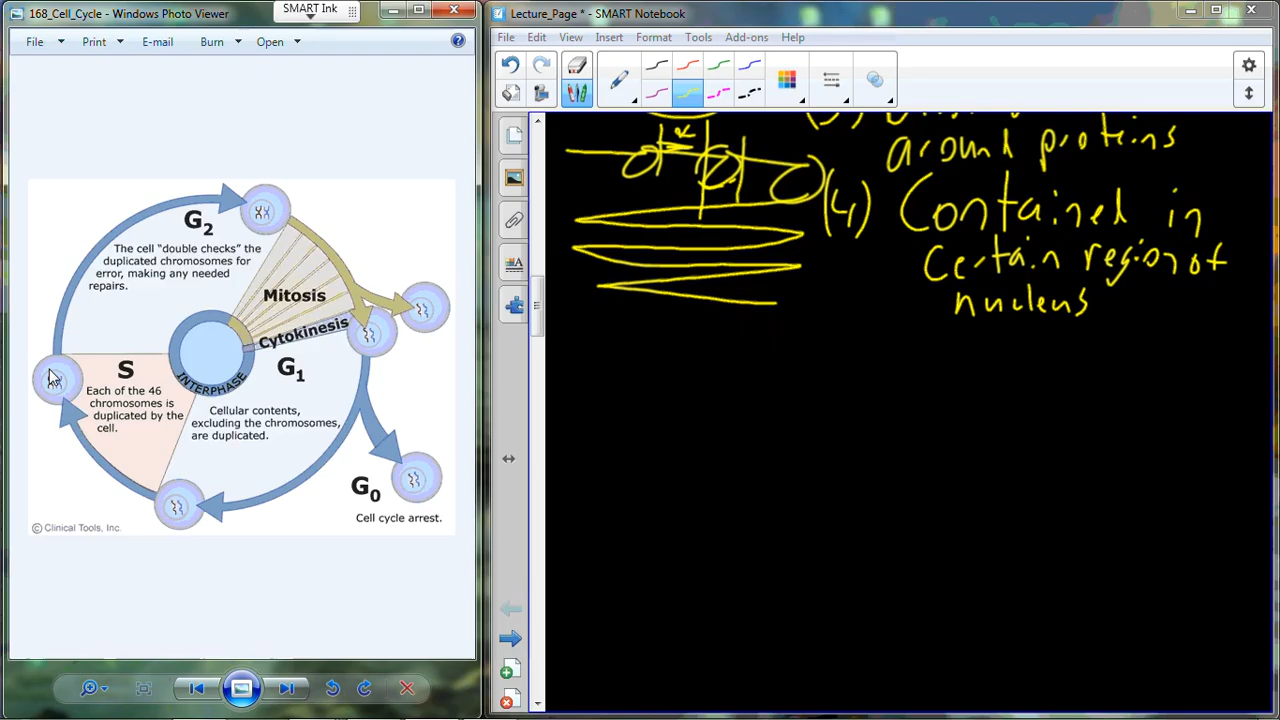 168_Cell_Cycle - Windows Photo Viewer
SMART Ink
File Print E-mail Burn Open
G2
The cell "double checks" the
duplicated chromosomes for
error, making any needed
repairs.
Mitosis
Cytokinesis
INTERPHASE
S
Each of the 46
chromosomes is
duplicated by the
cell.
G1
Cellular contents,
excluding the chromosomes,
are duplicated.
G0
Cell cycle arrest.
© Clinical Tools, Inc.
Lecture_Page * - SMART Notebook
File Edit View Insert Format Tools Add-ons Help
around proteins
(4) Contained in
certain region of
nucleus